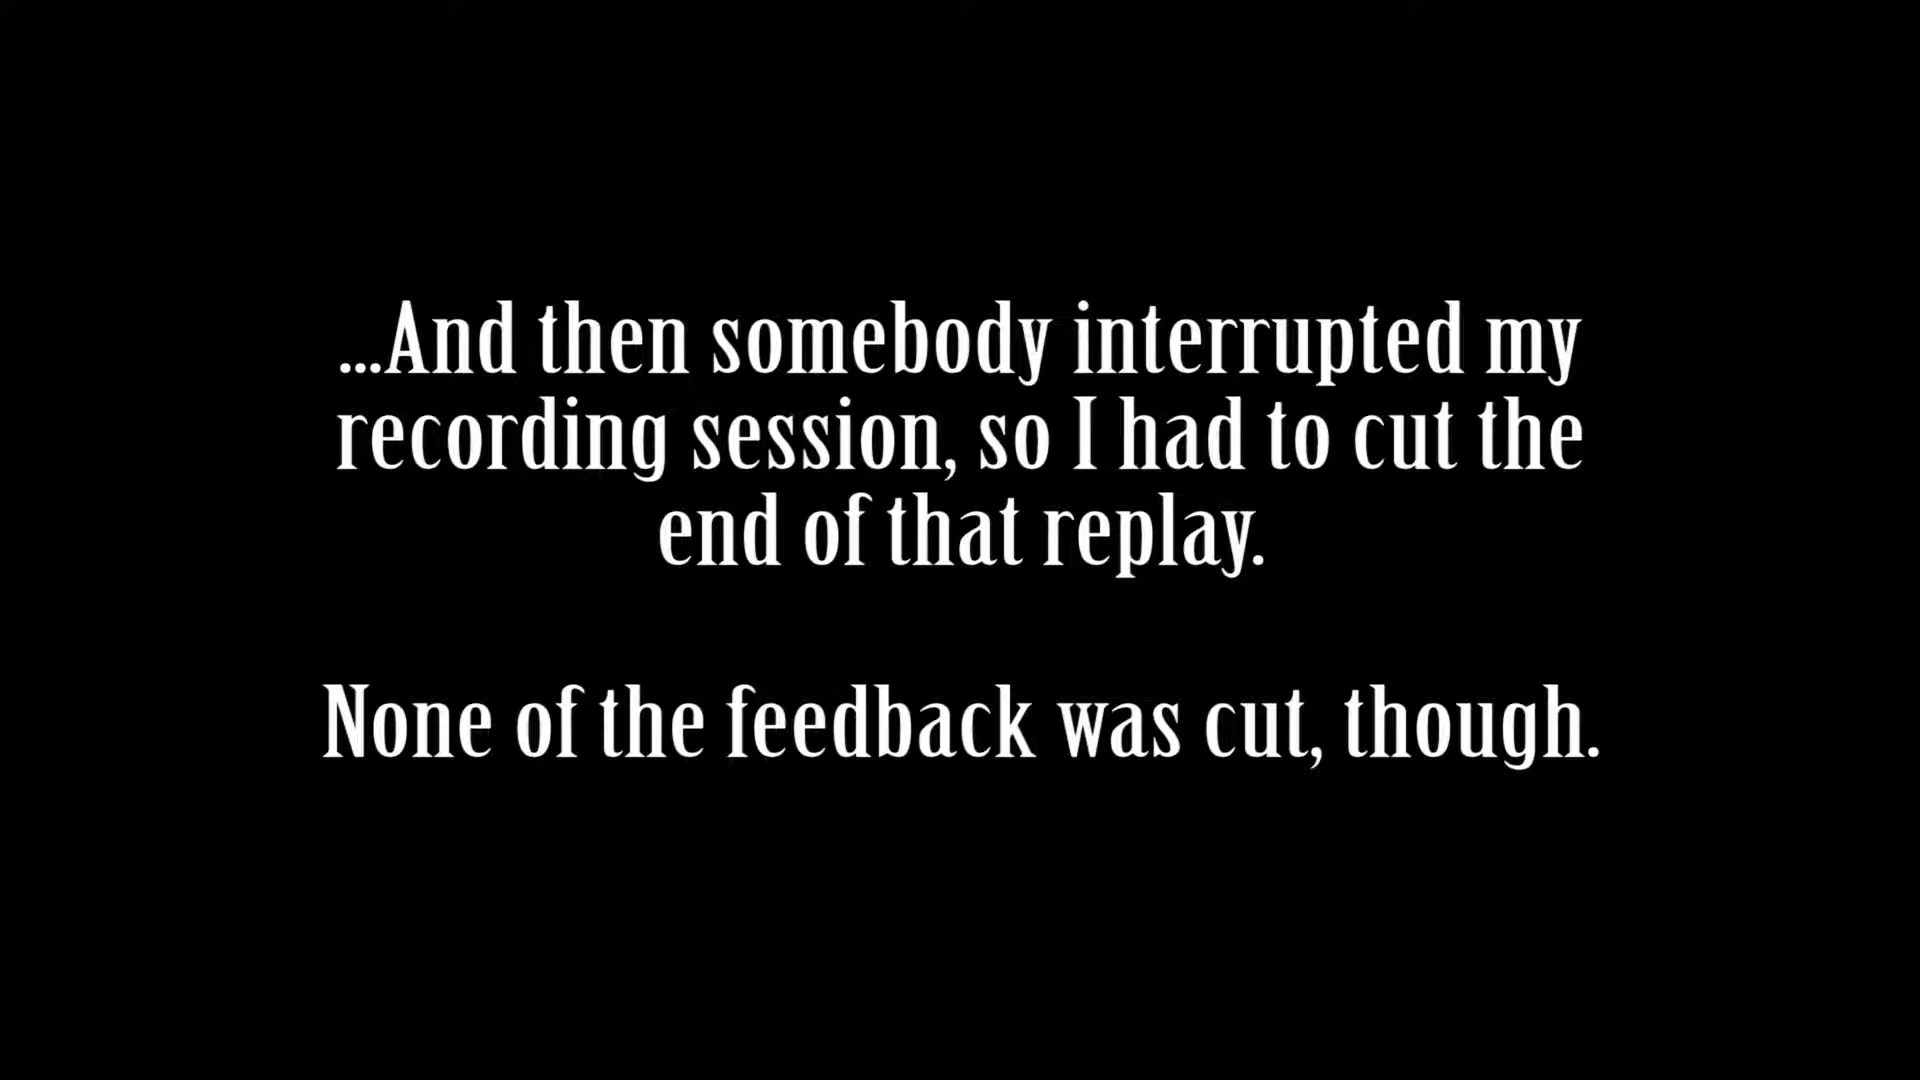 ...And then somebody interrupted my
recording session, so I had to cut the
end of that replay.
None of the feedback was cut, though.